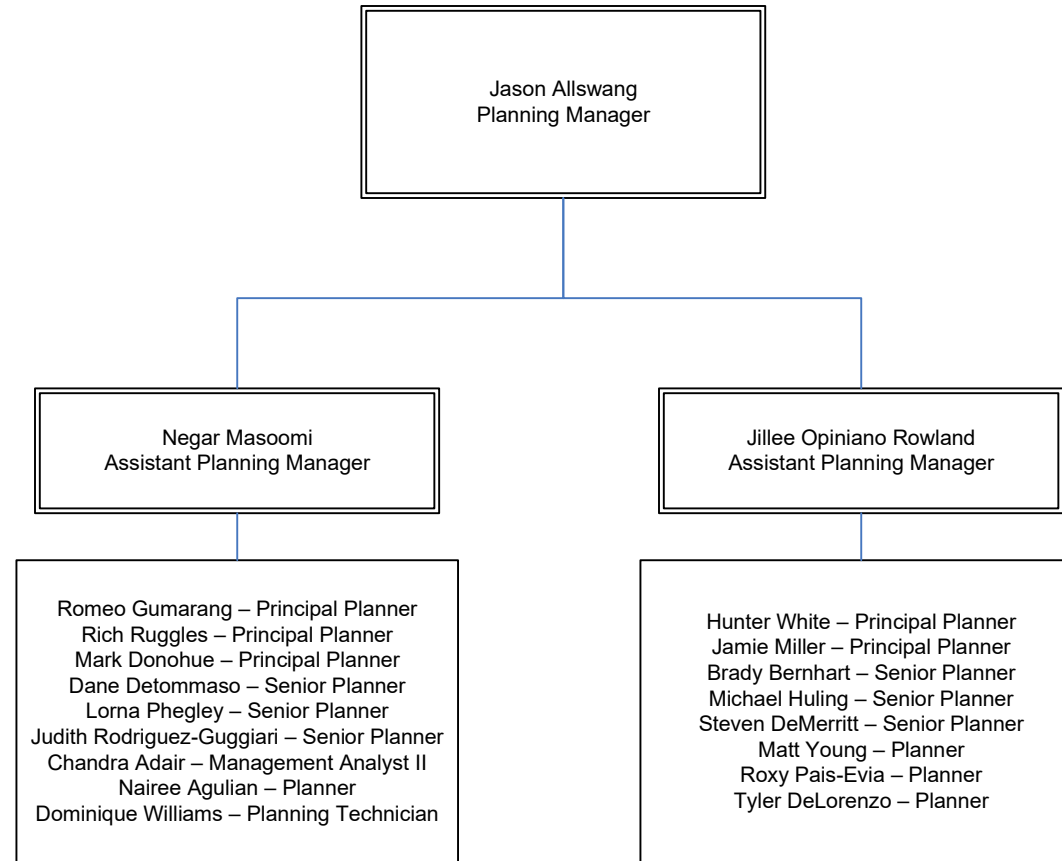 Jason Allswang
Planning Manager
Negar Masoomi
Assistant Planning Manager
Jillee Opiniano Rowland
Assistant Planning Manager
Romeo Gumarang – Principal Planner
Rich Ruggles – Principal Planner
Mark Donohue – Principal Planner
Dane Detommaso – Senior Planner
Lorna Phegley – Senior Planner
Judith Rodriguez-Guggiari – Senior Planner
Chandra Adair – Management Analyst II
Nairee Agulian – Planner
Dominique Williams – Planning Technician
Hunter White – Principal Planner
Jamie Miller – Principal Planner
Brady Bernhart – Senior Planner
Michael Huling – Senior Planner
Steven DeMerritt – Senior Planner
Matt Young – Planner
Roxy Pais-Evia – Planner
Tyler DeLorenzo – Planner